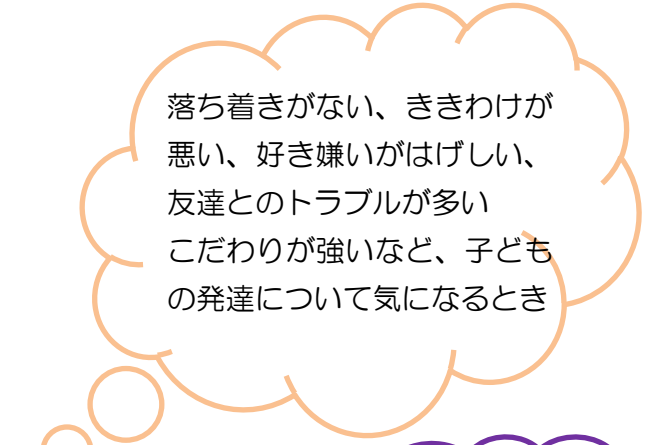 落ち着きがない、ききわけが
悪い、好き嫌いがはげしい、
友達とのトラブルが多い
こだわりが強いなど、子ども
の発達について気になるとき